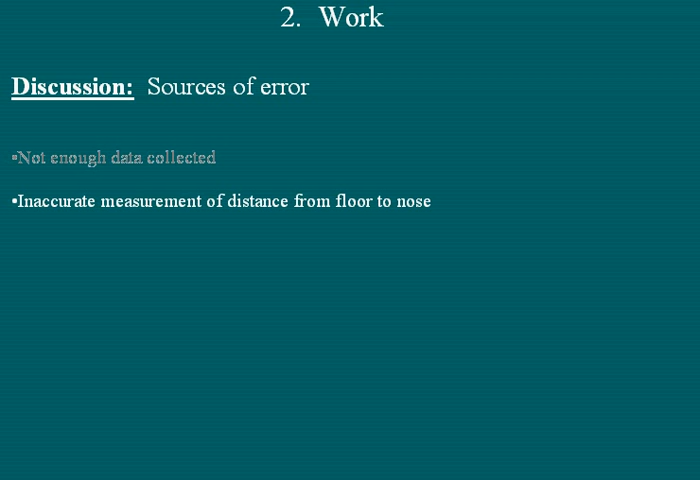 2. Work
Discussion: Sources of error
•Not enough data collected
•Inaccurate measurement of distance from floor to nose